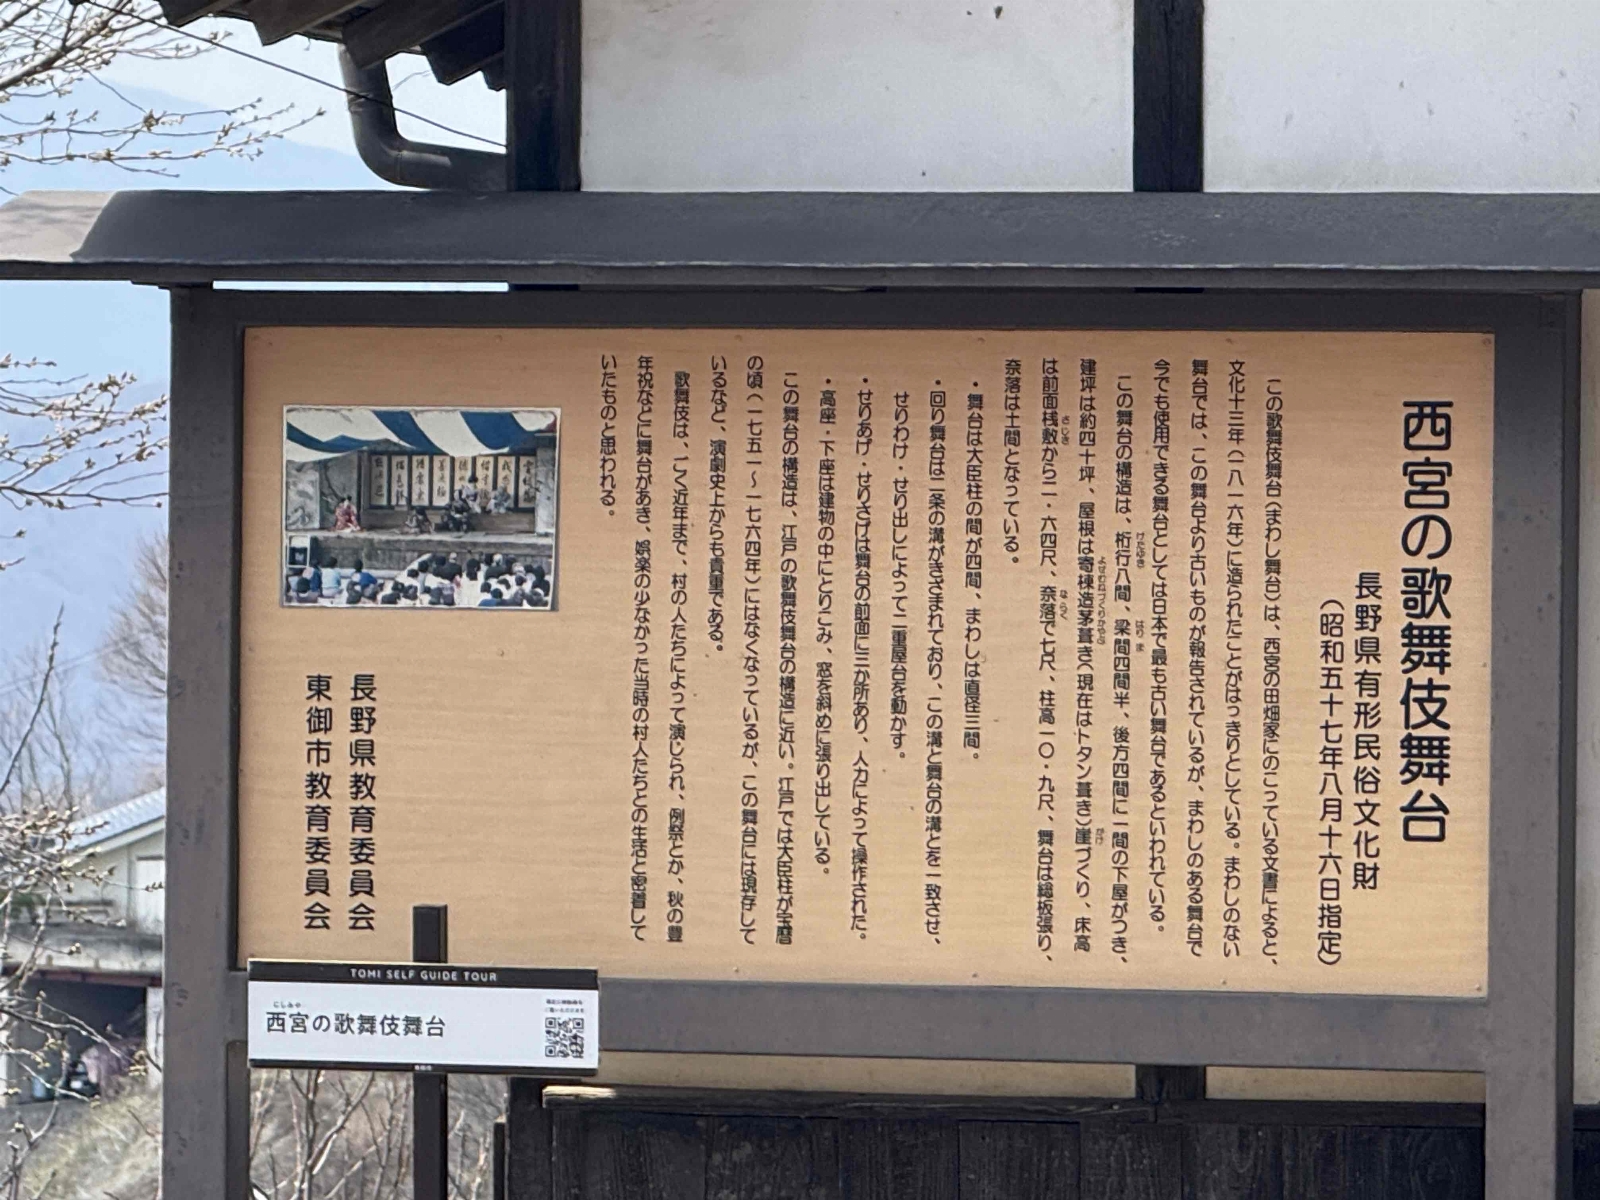 西宮の歌舞伎舞台
長野県有形民俗文化財
（昭和五十七年八月十六日指定）
この歌舞伎舞台（まわし舞台）は、西宮の田畑家にのこっている文書によると、
文化十三年（一八一六年）に造られたことがはっきりとしている。まわしのない
舞台では、この舞台より古いものが報告されているが、まわしのある舞台で
今でも使用できる舞台としては日本で最も古い舞台であるといわれている。
この舞台の構造は、桁行八間、梁間四間半、後方四間に一間の下屋がつき、
けたゆき
はりま
建坪は約四十坪、屋根は寄棟造茅葺き（現在はトタン葺き）崖づくり、床高
よせむねづくりかやぶ
がけ
は前面桟敷から二・六四尺、奈落で七尺、柱高一〇・九尺、舞台は総板張り、
さじき
ならく
奈落は土間となっている。
・舞台は大臣柱の間が四間、まわしは直径三間。
・回り舞台は二条の溝がきざまれており、この溝と舞台の溝とを一致させ、
せりわけ・せり出しによって二重屋台を動かす。
・せりあげ・せりさげは舞台の前面に三か所あり、人力によって操作された。
・高座・下座は建物の中にとりこみ、窓を斜めに張り出している。
この舞台の構造は、江戸の歌舞伎舞台の構造に近い。江戸では大臣柱が宝暦
の頃（一七五一〜一七六四年）にはなくなっているが、この舞台には現存して
いるなど、演劇史上からも貴重である。
歌舞伎は、ごく近年まで、村の人たちによって演じられ、例祭とか、秋の豊
年祝などに舞台があき、娯楽の少なかった当時の村人たちとの生活と密着して
いたものと思われる。
長野県教育委員会
東御市教育委員会
TOMI SELF GUIDE TOUR
にしみや
西宮の歌舞伎舞台